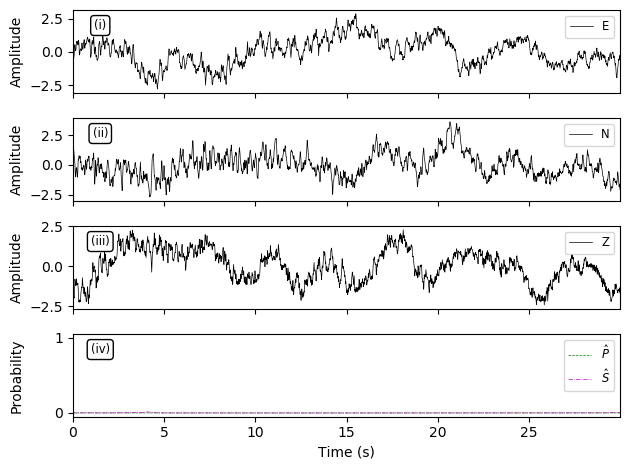 2.5
0.0
−2.5
Amplitude
(i)
E
2.5
0.0
−2.5
Amplitude
(ii)
N
2.5
0.0
−2.5
Amplitude
(iii)
Z
1
0
Probability
(iv)
P̂
Ŝ
0 5 10 15 20 25
Time (s)